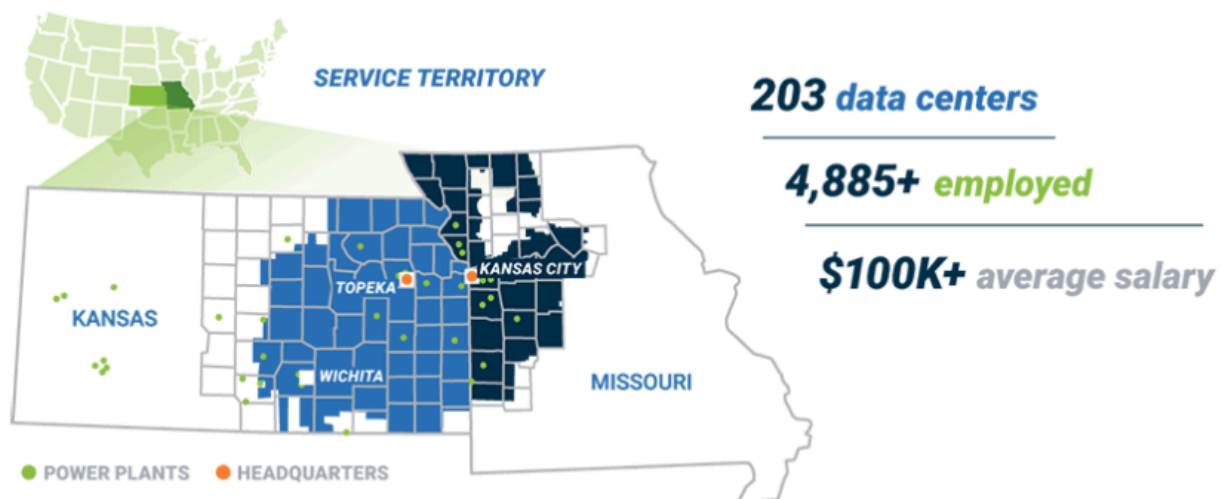 SERVICE TERRITORY
203 data centers
4,885+ employed
$100K+ average salary
KANSAS CITY
TOPEKA
KANSAS
WICHITA
MISSOURI
POWER PLANTS
HEADQUARTERS